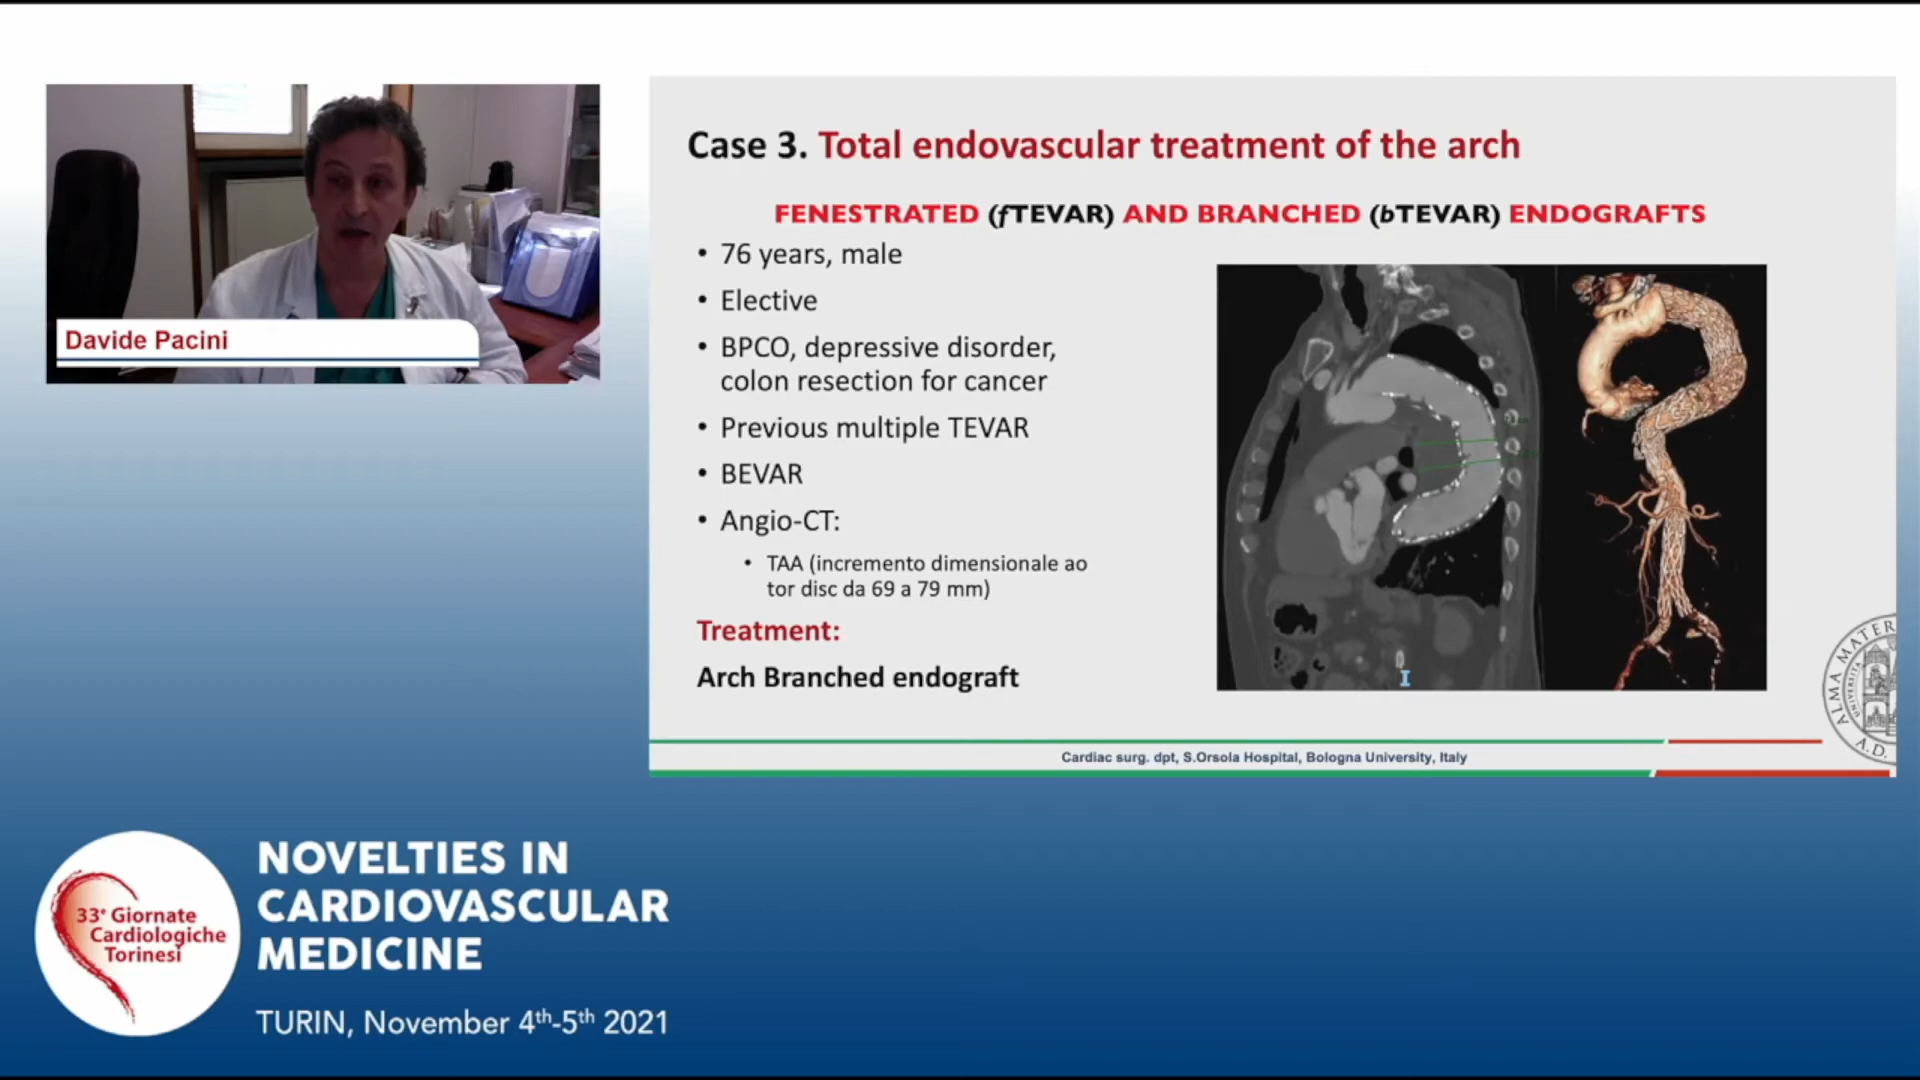 Davide Pacini
Case 3. Total endovascular treatment of the arch
FENESTRATED (fTEVAR) AND BRANCHED (bTEVAR) ENDOGRAFTS
• 76 years, male
• Elective
• BPCO, depressive disorder,
colon resection for cancer
• Previous multiple TEVAR
• BEVAR
• Angio-CT:
• TAA (incremento dimensionale ao
tor disc da 69 a 79 mm)
Treatment:
Arch Branched endograft
I
ALMA MATER
A.D.
Cardiac surg. dpt, S.Orsola Hospital, Bologna University, Italy
33° Giornate
Cardiologiche
Torinesi
NOVELTIES IN
CARDIOVASCULAR
MEDICINE
TURIN, November 4th-5th 2021